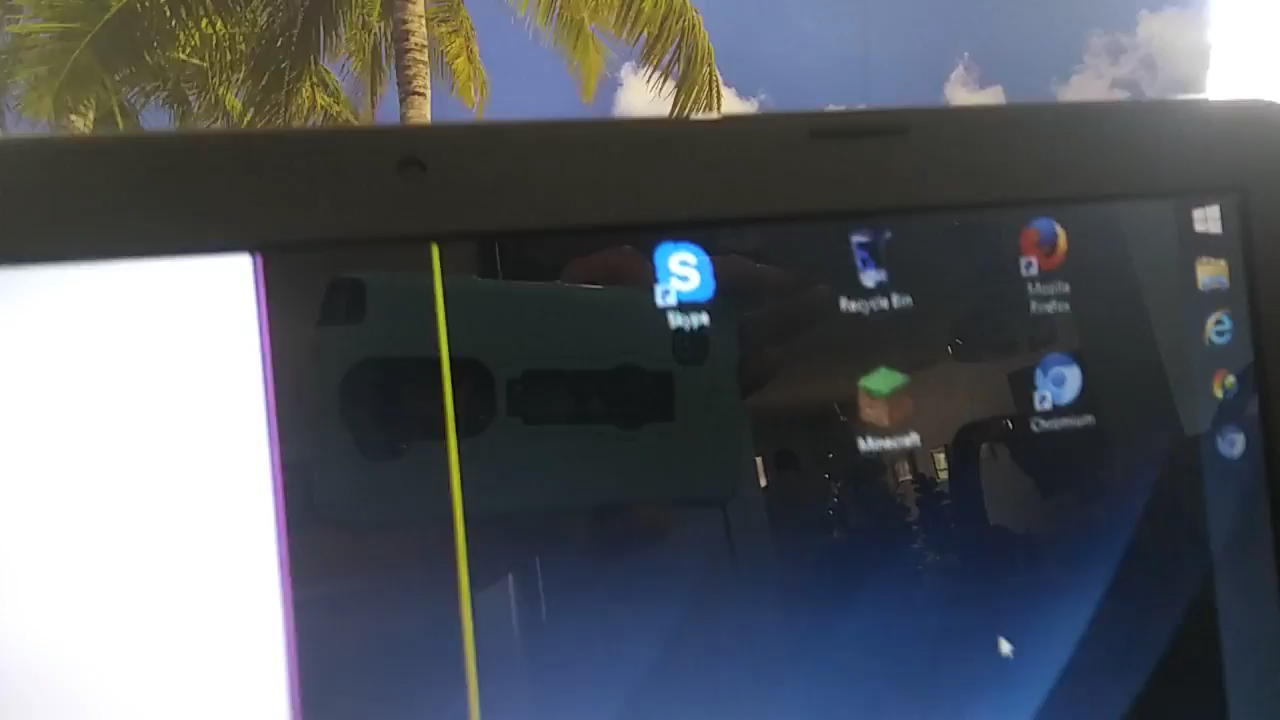 S
Skype
Recycle Bin
Mozilla
Firefox
Minecraft
Chromium